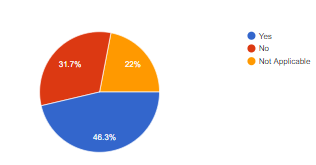 Yes
No
Not Applicable
31.7%
22%
46.3%